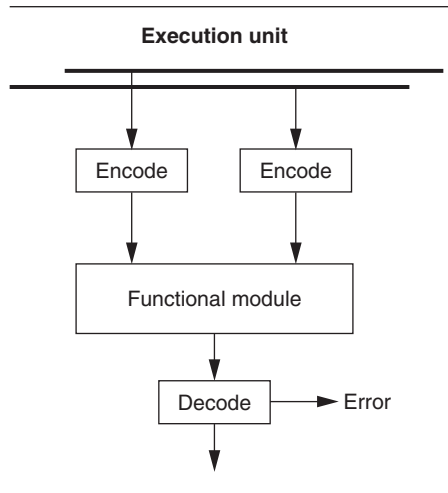 Execution unit
Encode Encode
Functional module
Decode Error